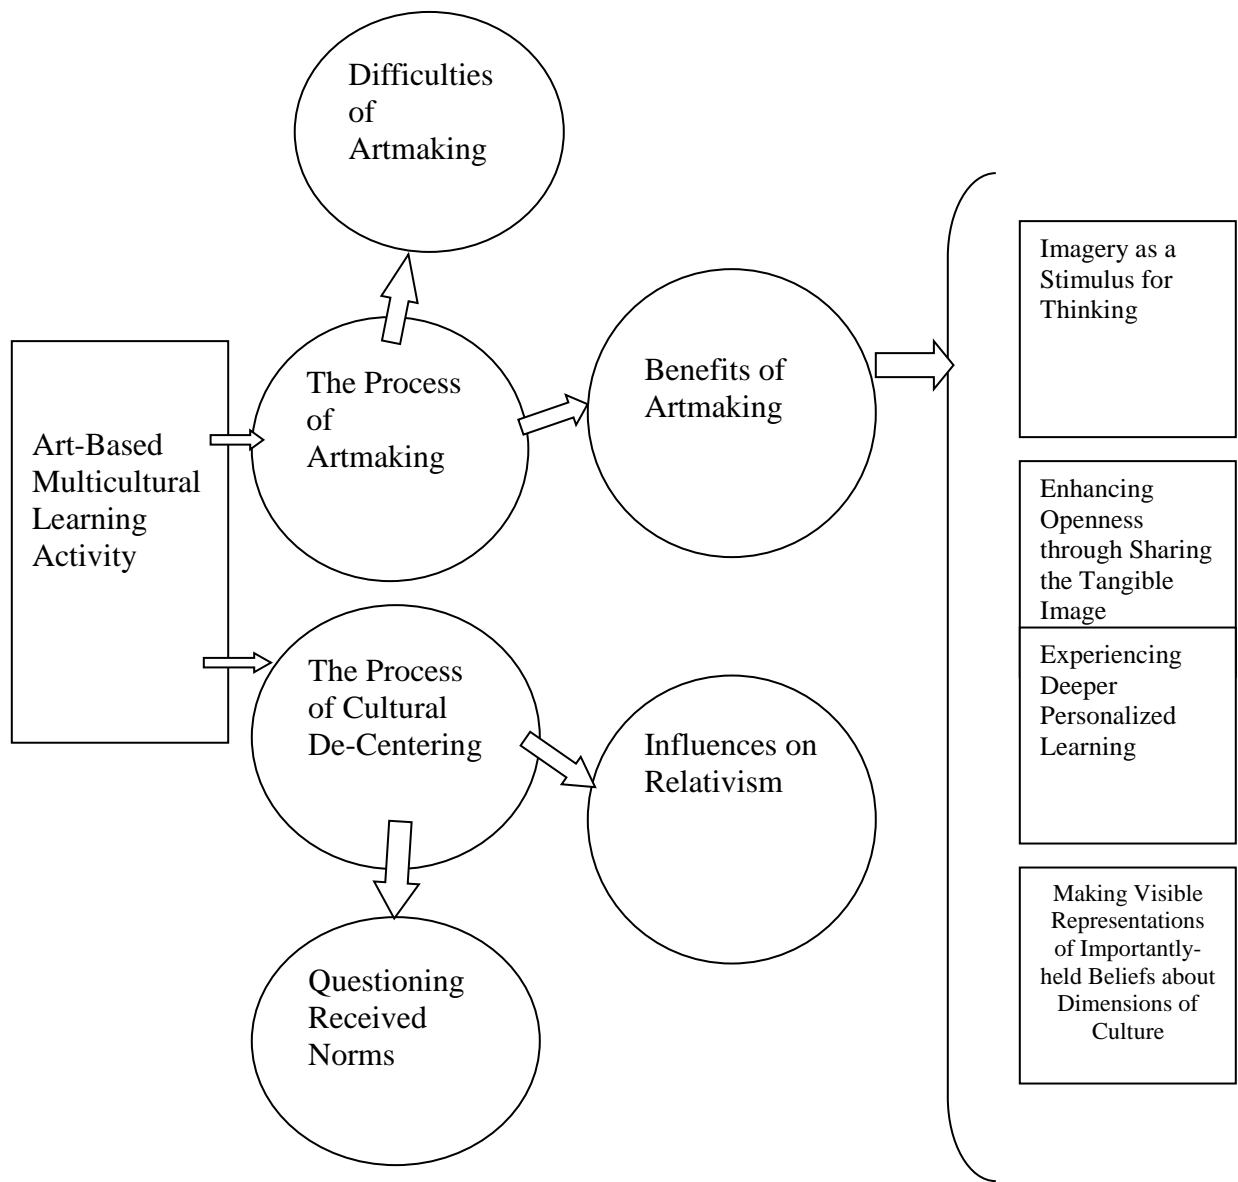 Difficulties
of
Artmaking
The Process
of
Artmaking
Benefits of
Artmaking
Imagery as a
Stimulus for
Thinking
Art-Based
Multicultural
Learning
Activity
Enhancing
Openness
through Sharing
the Tangible
Image
The Process
of Cultural
De-Centering
Influences on
Relativism
Experiencing
Deeper
Personalized
Learning
Questioning
Received
Norms
Making Visible
Representations
of Importantly-
held Beliefs about
Dimensions of
Culture